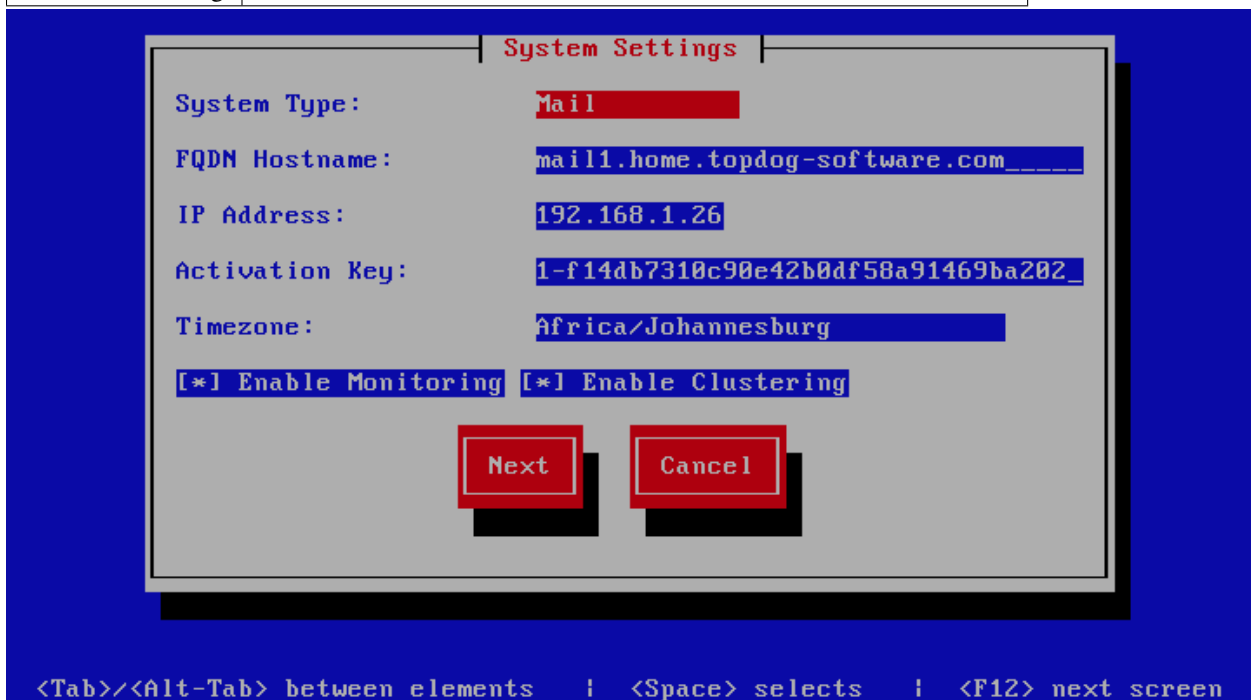 System Settings
System Type: Mail
FQDN Hostname: mail1.home.topdog-software.com_____
IP Address: 192.168.1.26
Activation Key: 1-f14db7310c90e42b0df58a91469ba202_
Timezone: Africa/Johannesburg
[*] Enable Monitoring [*] Enable Clustering
Next Cancel
<Tab>/<Alt-Tab> between elements | <Space> selects | <F12> next screen